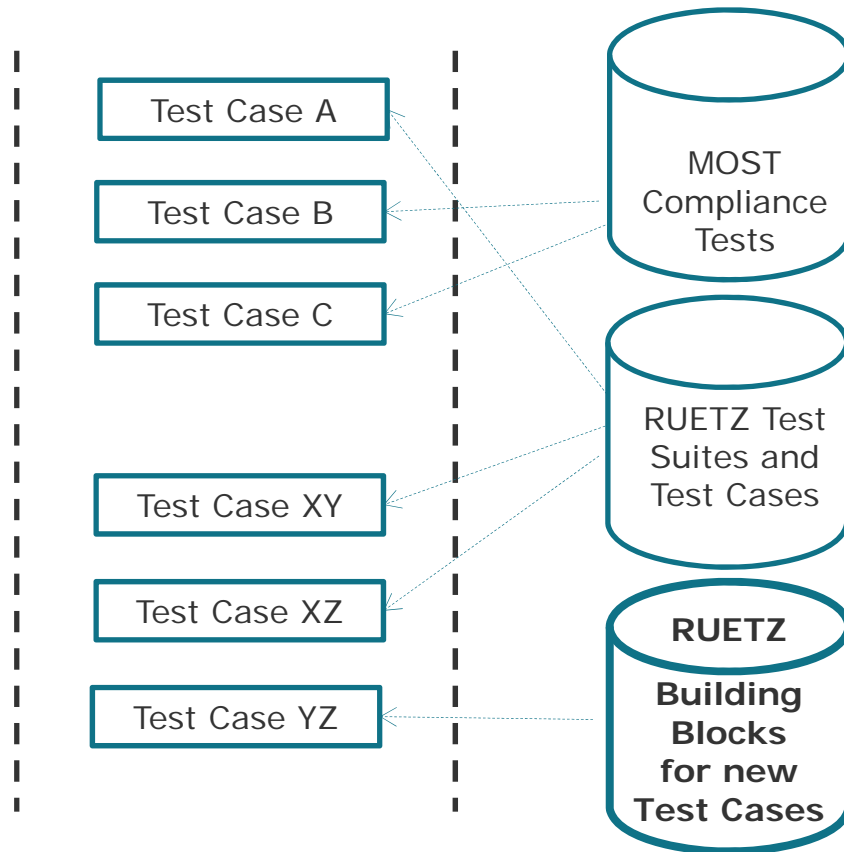 Test Case A
Test Case B
Test Case C
Test Case XY
Test Case XZ
Test Case YZ
MOST
Compliance
Tests
RUETZ Test
Suites and
Test Cases
RUETZ
Building
Blocks
for new
Test Cases